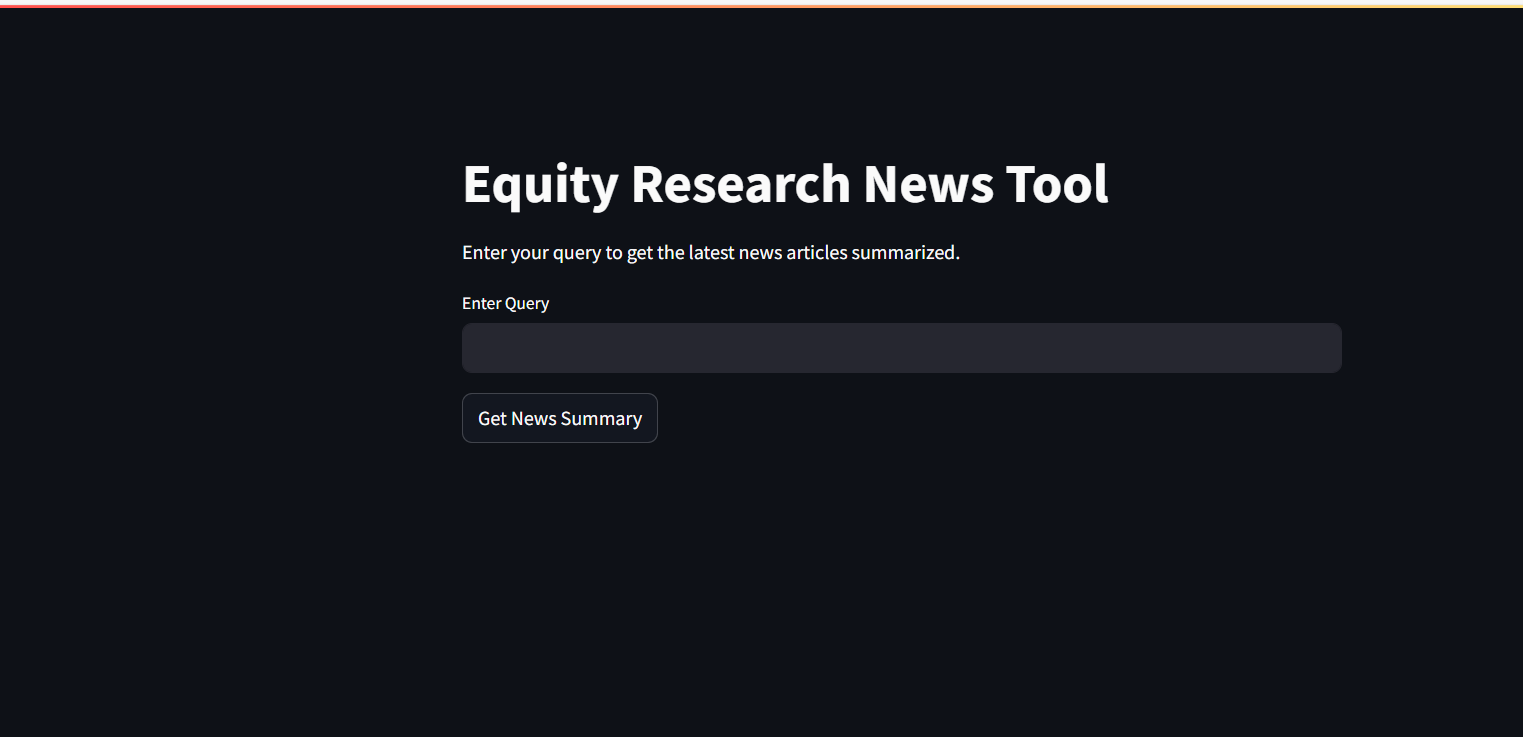 Equity Research News Tool
Enter your query to get the latest news articles summarized.
Enter Query
Get News Summary